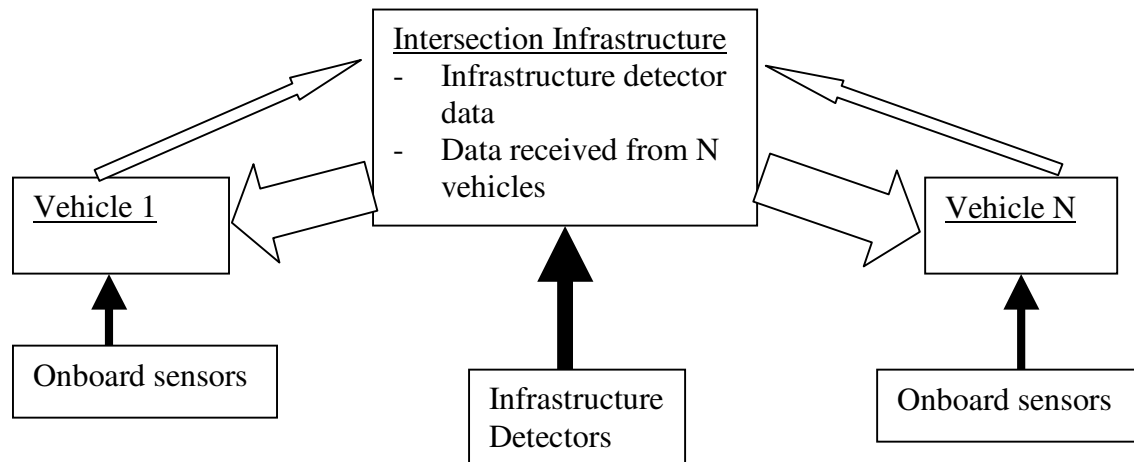 Intersection Infrastructure
- Infrastructure detector
data
- Data received from N
vehicles
Vehicle 1
Vehicle N
Onboard sensors
Infrastructure
Detectors
Onboard sensors